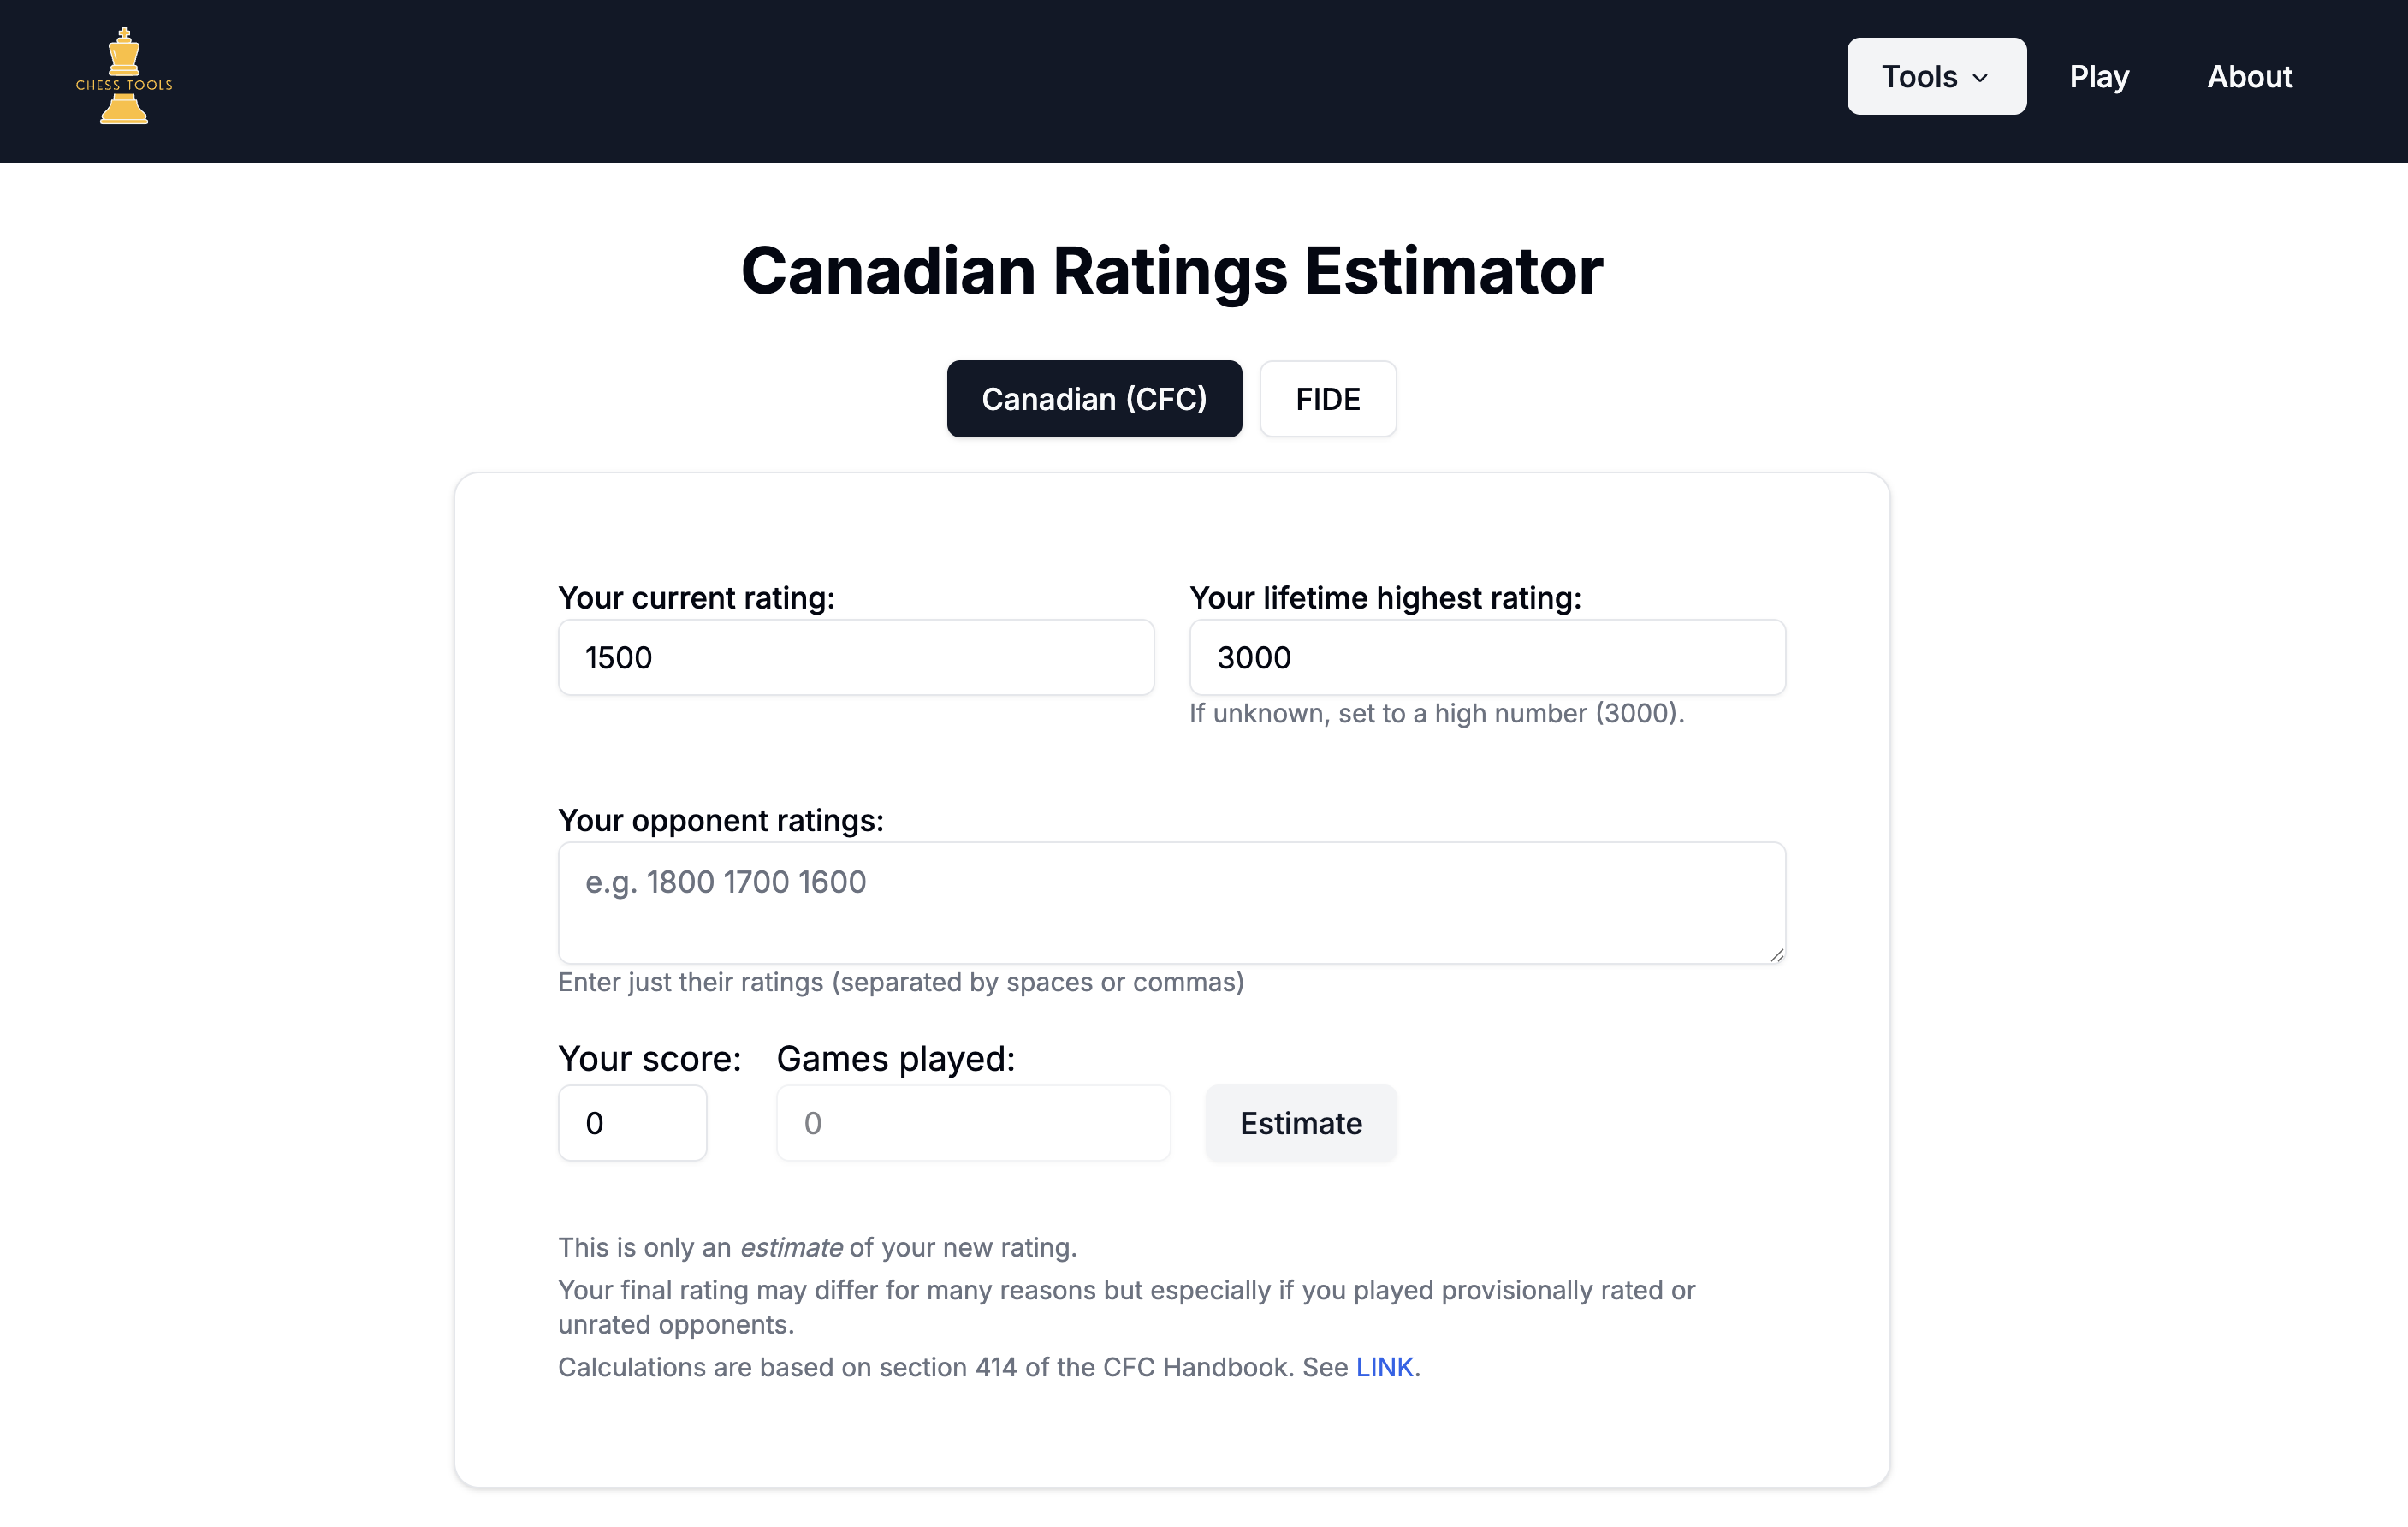 CHESS TOOLS
Tools Play About
Canadian Ratings Estimator
Canadian (CFC) FIDE
Your current rating: Your lifetime highest rating:
1500 3000
If unknown, set to a high number (3000).
Your opponent ratings:
e.g. 1800 1700 1600
Enter just their ratings (separated by spaces or commas)
Your score: Games played:
0 0 Estimate
This is only an estimate of your new rating.
Your final rating may differ for many reasons but especially if you played provisionally rated or
unrated opponents.
Calculations are based on section 414 of the CFC Handbook. See LINK.